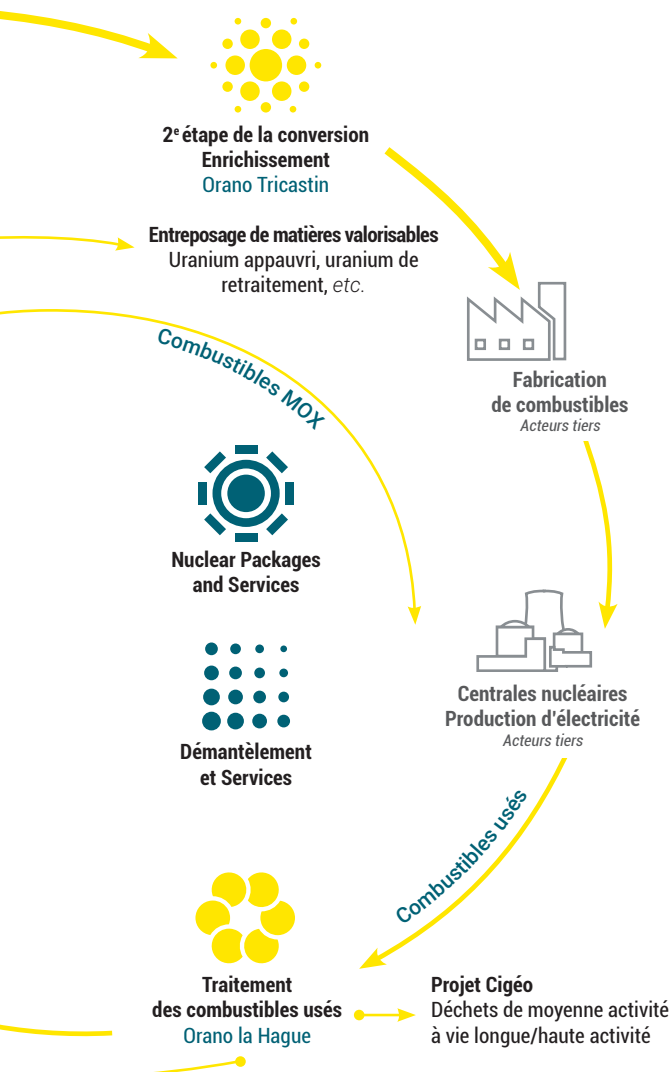 2e étape de la conversion
Enrichissement
Orano Tricastin
Entreposage de matières valorisables
Uranium appauvri, uranium de
retraitement, etc.
Combustibles MOX
Fabrication
de combustibles
Acteurs tiers
Nuclear Packages
and Services
Centrales nucléaires
Production d'électricité
Acteurs tiers
Démantèlement
et Services
Combustibles usés
Traitement
des combustibles usés
Orano la Hague
Projet Cigéo
Déchets de moyenne activité
à vie longue/haute activité